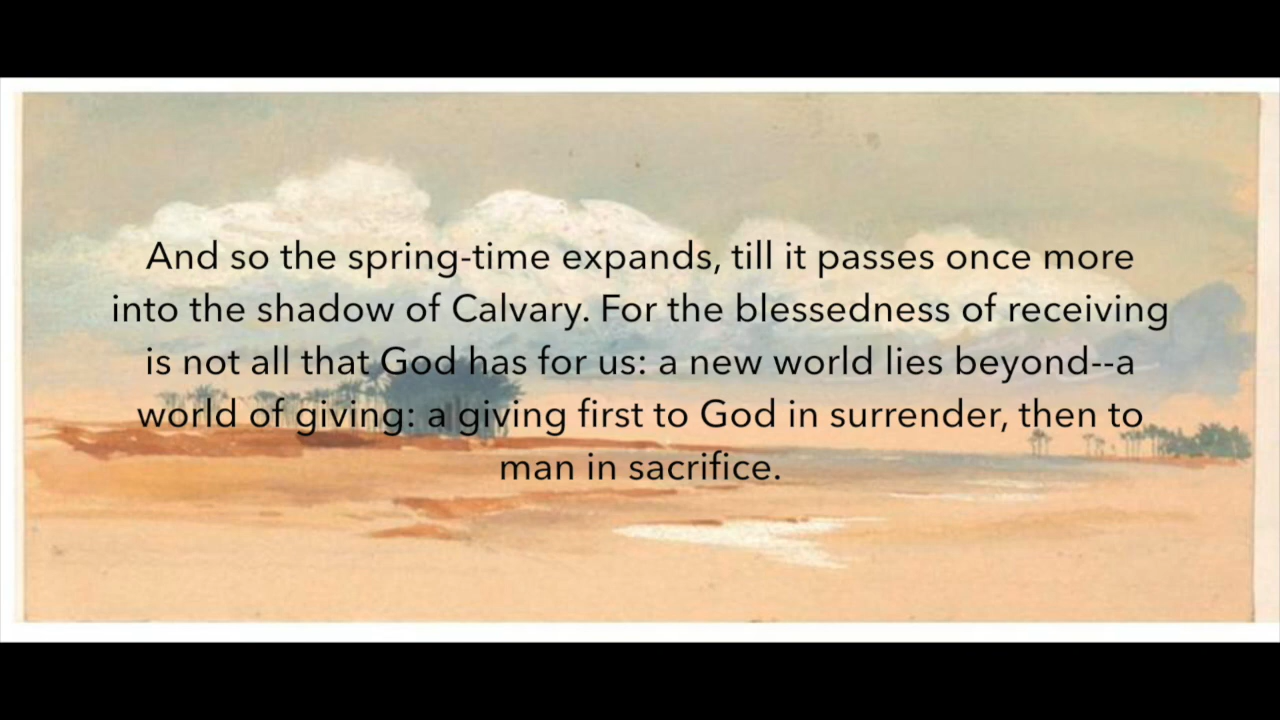 And so the spring-time expands, till it passes once more
into the shadow of Calvary. For the blessedness of receiving
is not all that God has for us: a new world lies beyond--a
world of giving: a giving first to God in surrender, then to
man in sacrifice.